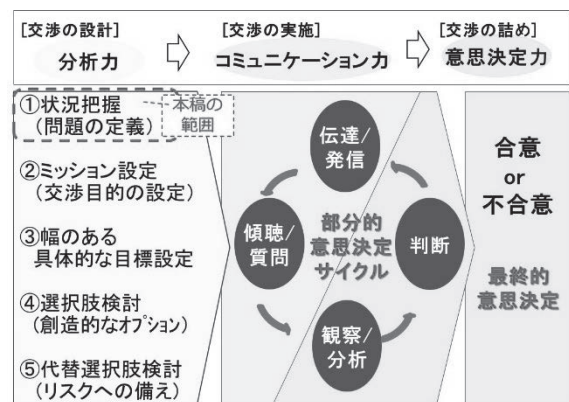 [交渉の設計]
分析力
[交渉の実施]
コミュニケーション力
[交渉の詰め]
意思決定力
①状況把握
(問題の定義)
本稿の
範囲
②ミッション設定
(交渉目的の設定)
③幅のある
具体的な目標設定
④選択肢検討
(創造的なオプション)
⑤代替選択肢検討
(リスクへの備え)
伝達/
発信
傾聴/
質問
部分的
意思決定
サイクル
判断
観察/
分析
合意
or
不合意
最終的
意思決定